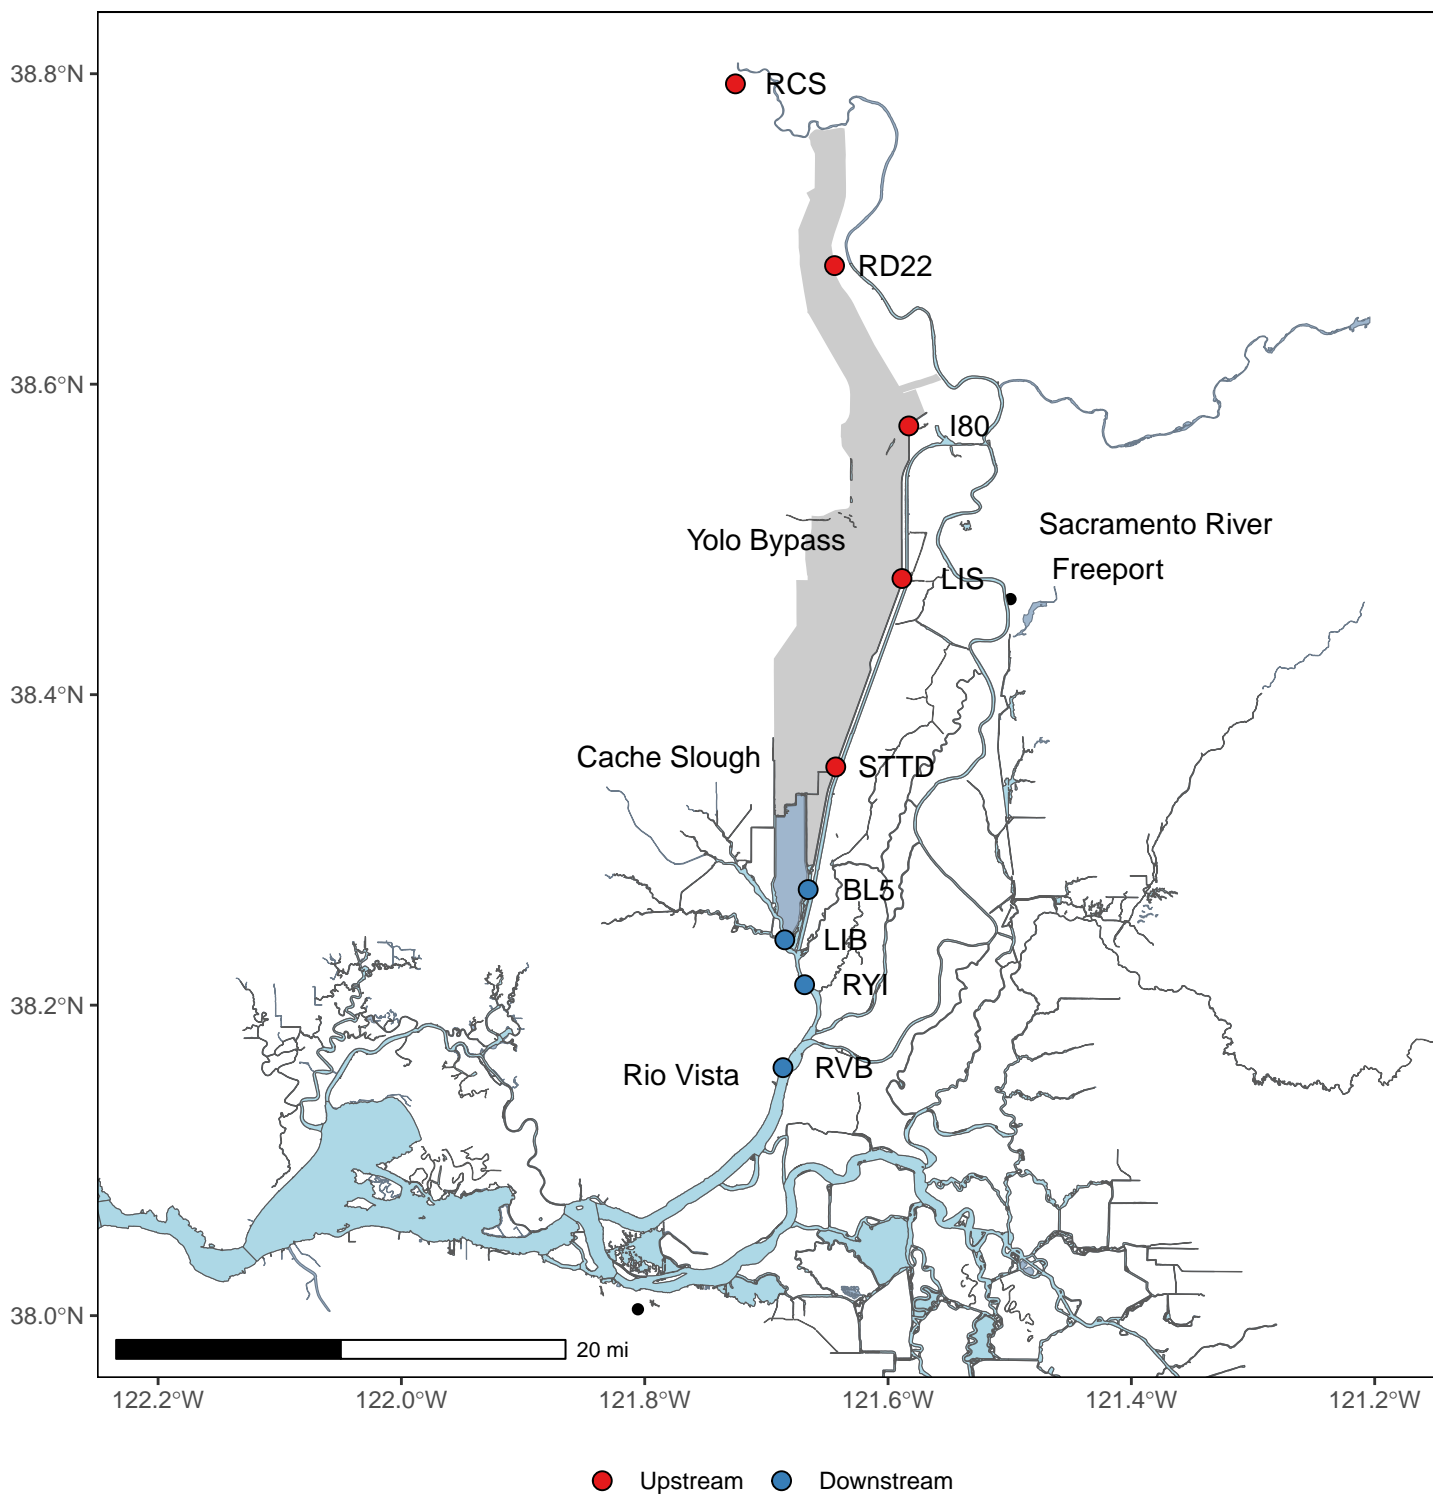 38.8°N
RCS
RD22
38.6°N
I80
Sacramento River
Yolo Bypass
Freeport
LIS
38.4°N
Cache Slough
STTD
BL5
LIB
RYI
38.2°N
RVB
Rio Vista
38.0°N
20 mi
122.2°W 122.0°W 121.8°W 121.6°W 121.4°W 121.2°W
Upstream Downstream